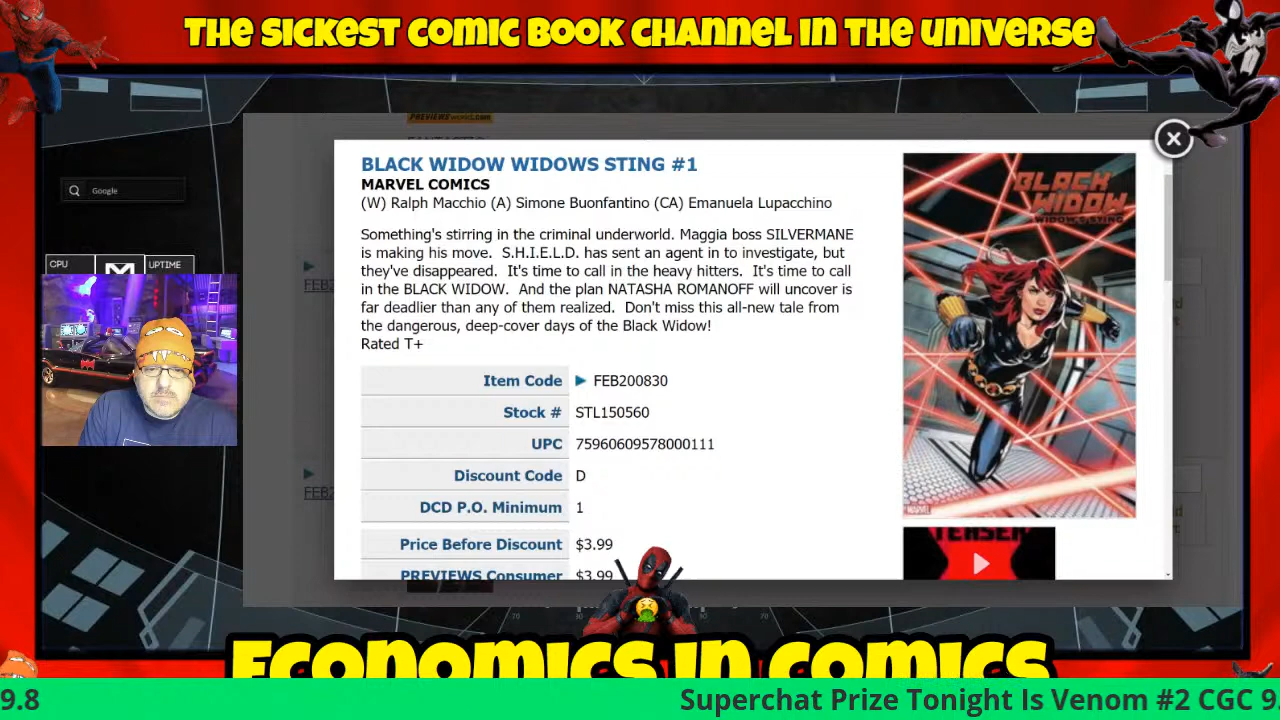 THE SICKEST COMIC BOOK CHANNEL IN THE UNIVERSE
PREVIEWSworld.com
Google
CPU
UPTIME
BLACK WIDOW WIDOWS STING #1
MARVEL COMICS
(W) Ralph Macchio (A) Simone Buonfantino (CA) Emanuela Lupacchino
Something's stirring in the criminal underworld. Maggia boss SILVERMANE
is making his move. S.H.I.E.L.D. has sent an agent in to investigate, but
they've disappeared. It's time to call in the heavy hitters. It's time to call
in the BLACK WIDOW. And the plan NATASHA ROMANOFF will uncover is
far deadlier than any of them realized. Don't miss this all-new tale from
the dangerous, deep-cover days of the Black Widow!
Rated T+
Item Code FEB200830
Stock # STL150560
UPC 75960609578000111
Discount Code D
DCD P.O. Minimum 1
Price Before Discount $3.99
PREVIEWS Consumer $3.99
BLACK
WIDOW
WIDOW'S STING
MARVEL
TEASER
ECONOMICS IN COMICS
9.8
Superchat Prize Tonight Is Venom #2 CGC 9.